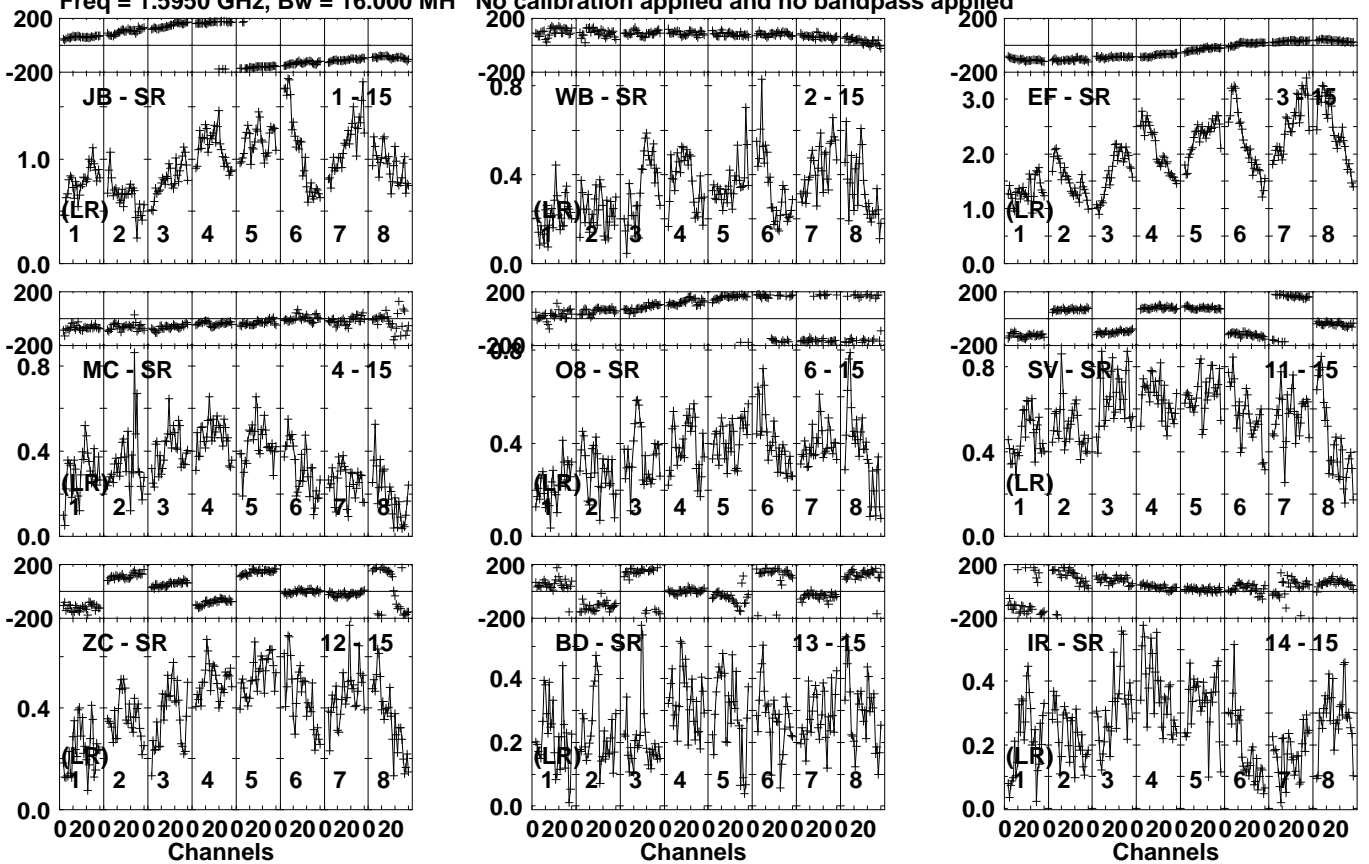 Freq = 1.5950 GHz, Bw = 16.000 MH No calibration applied and no bandpass applied
200
-200
JB - SR 1 - 15
1.0
(LR)
1 2 3 4 5 6 7 8
0.0
200
-200
0.8
WB - SR 2 - 15
0.4
(LR)
1 2 3 4 5 6 7 8
0.0
200
-200
3.0
EF - SR 3 - 15
2.0
1.0
(LR)
1 2 3 4 5 6 7 8
0.0
200
-200
0.8
MC - SR 4 - 15
0.4
(LR)
1 2 3 4 5 6 7 8
0.0
200
-200
0.8
O8 - SR 6 - 15
0.4
(LR)
1 2 3 4 5 6 7 8
0.0
200
-200
0.8
SV - SR 11 - 15
0.4
(LR)
1 2 3 4 5 6 7 8
0.0
200
-200
ZC - SR 12 - 15
0.4
(LR)
1 2 3 4 5 6 7 8
0.0
0 20 0 20 0 20 0 20 0 20 0 20 0 20 0 20
Channels
200
-200
BD - SR 13 - 15
0.4
0.2
(LR)
1 2 3 4 5 6 7 8
0.0
0 20 0 20 0 20 0 20 0 20 0 20 0 20 0 20
Channels
200
-200
IR - SR 14 - 15
0.4
0.2
(LR)
1 2 3 4 5 6 7 8
0.0
0 20 0 20 0 20 0 20 0 20 0 20 0 20 0 20
Channels